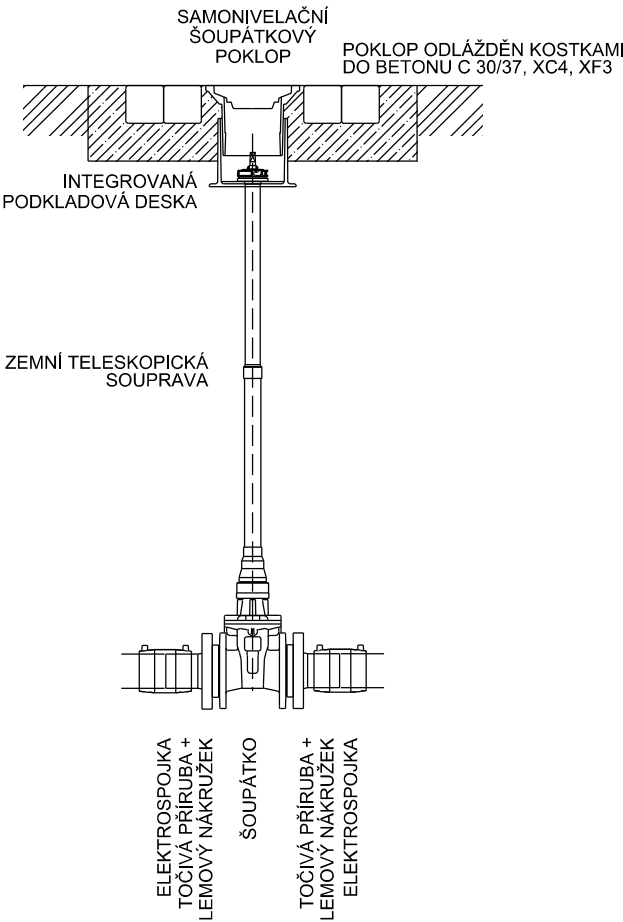 SAMONIVELAČNÍ
ŠOUPÁTKOVÝ
POKLOP
POKLOP ODLÁŽDĚN KOSTKAMI
DO BETONU C 30/37, XC4, XF3
INTEGROVANÁ
PODKLADOVÁ DESKA
ZEMNÍ TELESKOPICKÁ
SOUPRAVA
ELEKTROSPOJKA
TOČIVÁ PŘÍRUBA +
LEMOVÝ NÁKRUŽEK
ŠOUPÁTKO
TOČIVÁ PŘÍRUBA +
LEMOVÝ NÁKRUŽEK
ELEKTROSPOJKA